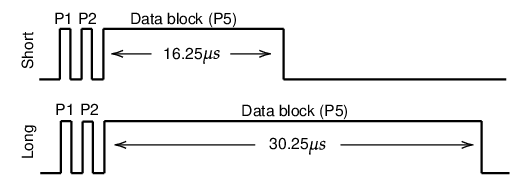 P1 P2 Data block (P5)
Short
16.25μs
P1 P2 Data block (P5)
Long
30.25μs